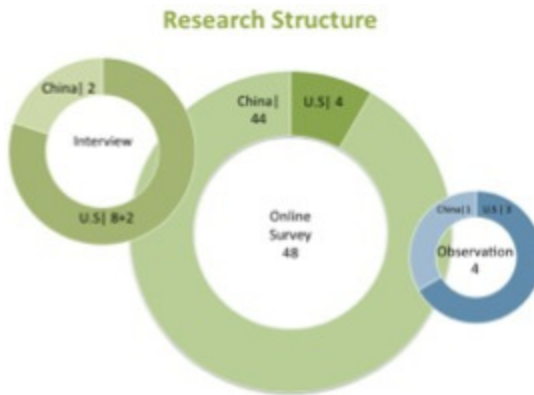 Research Structure
China| 2
Interview
U.S| 8+2
China|
44
U.S| 4
Online
Survey
48
China|1
U.S| 3
Observation
4